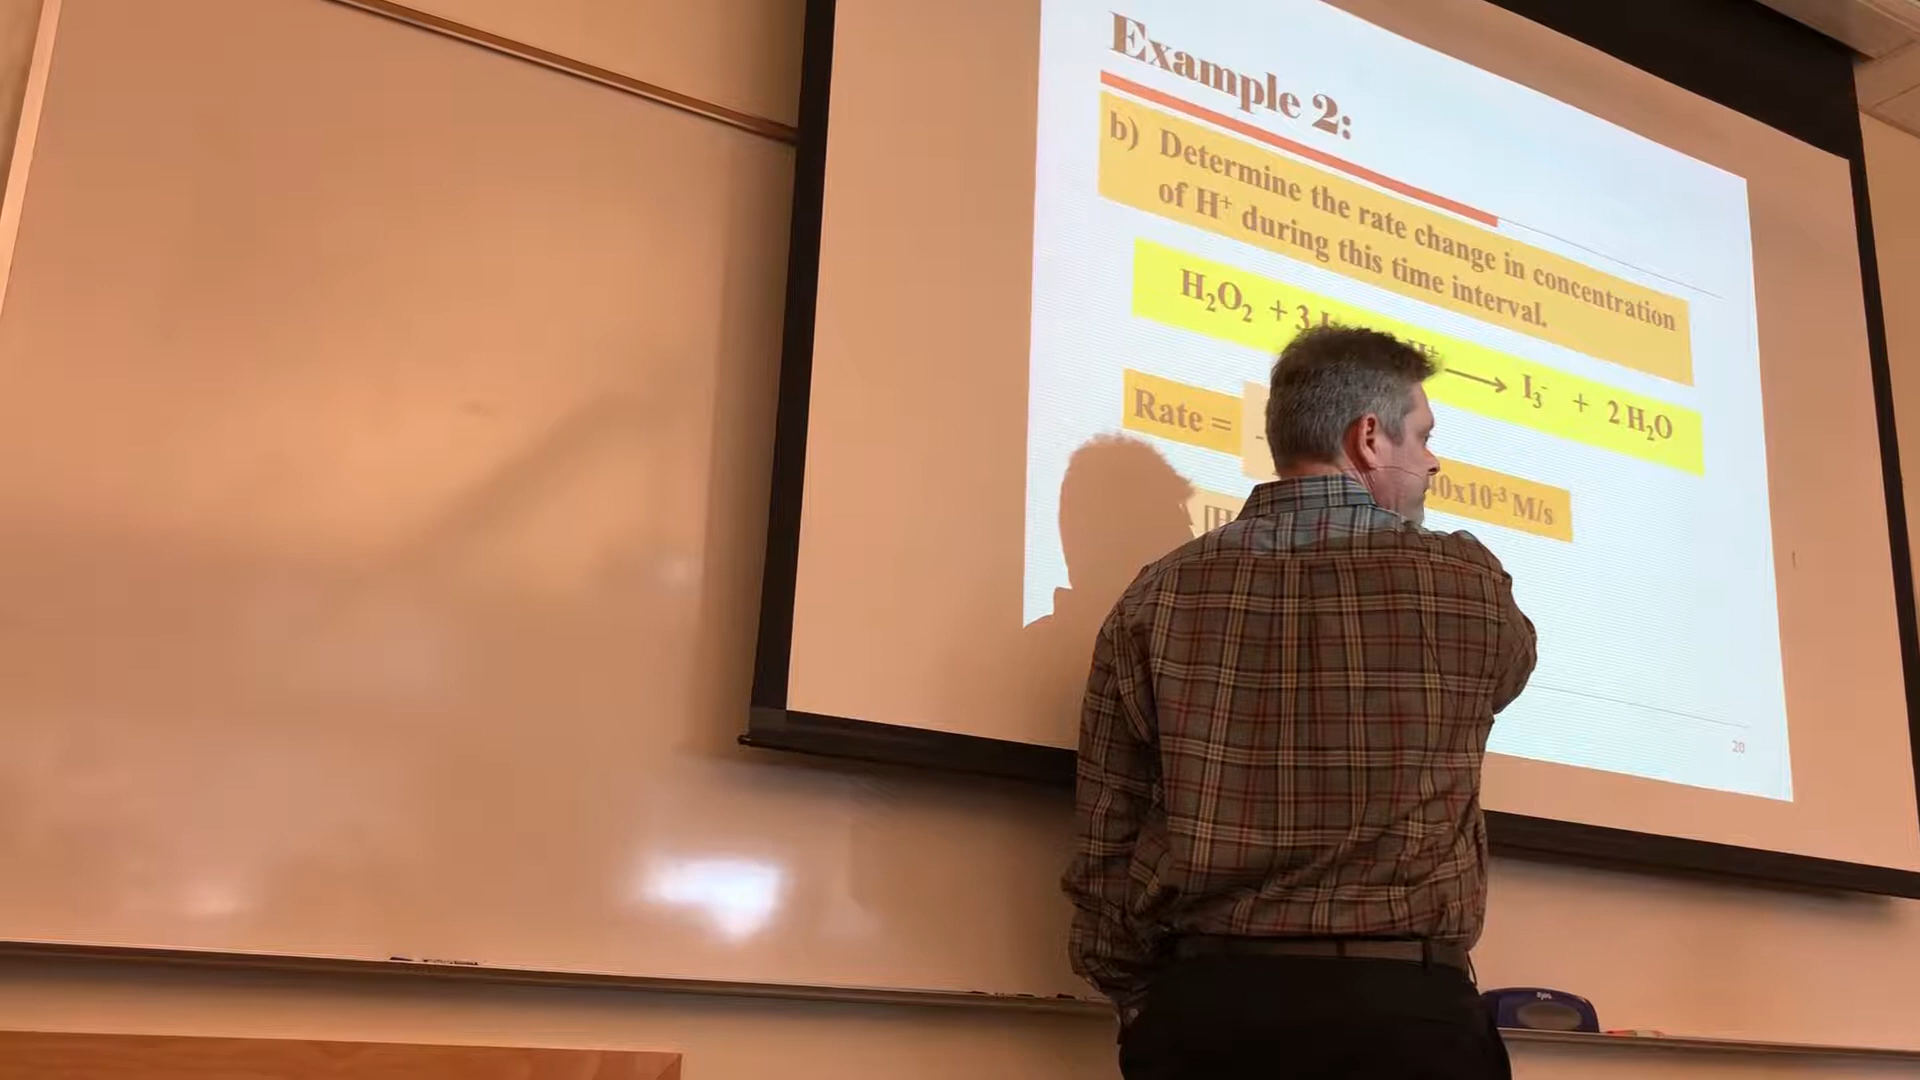 Example 2:
b) Determine the rate change in concentration
of H⁺ during this time interval.
H₂O₂ + 3 H⁺ ⟶ I₃⁻ + 2 H₂O
Rate = - 40x10⁻³ M/s
[H
20